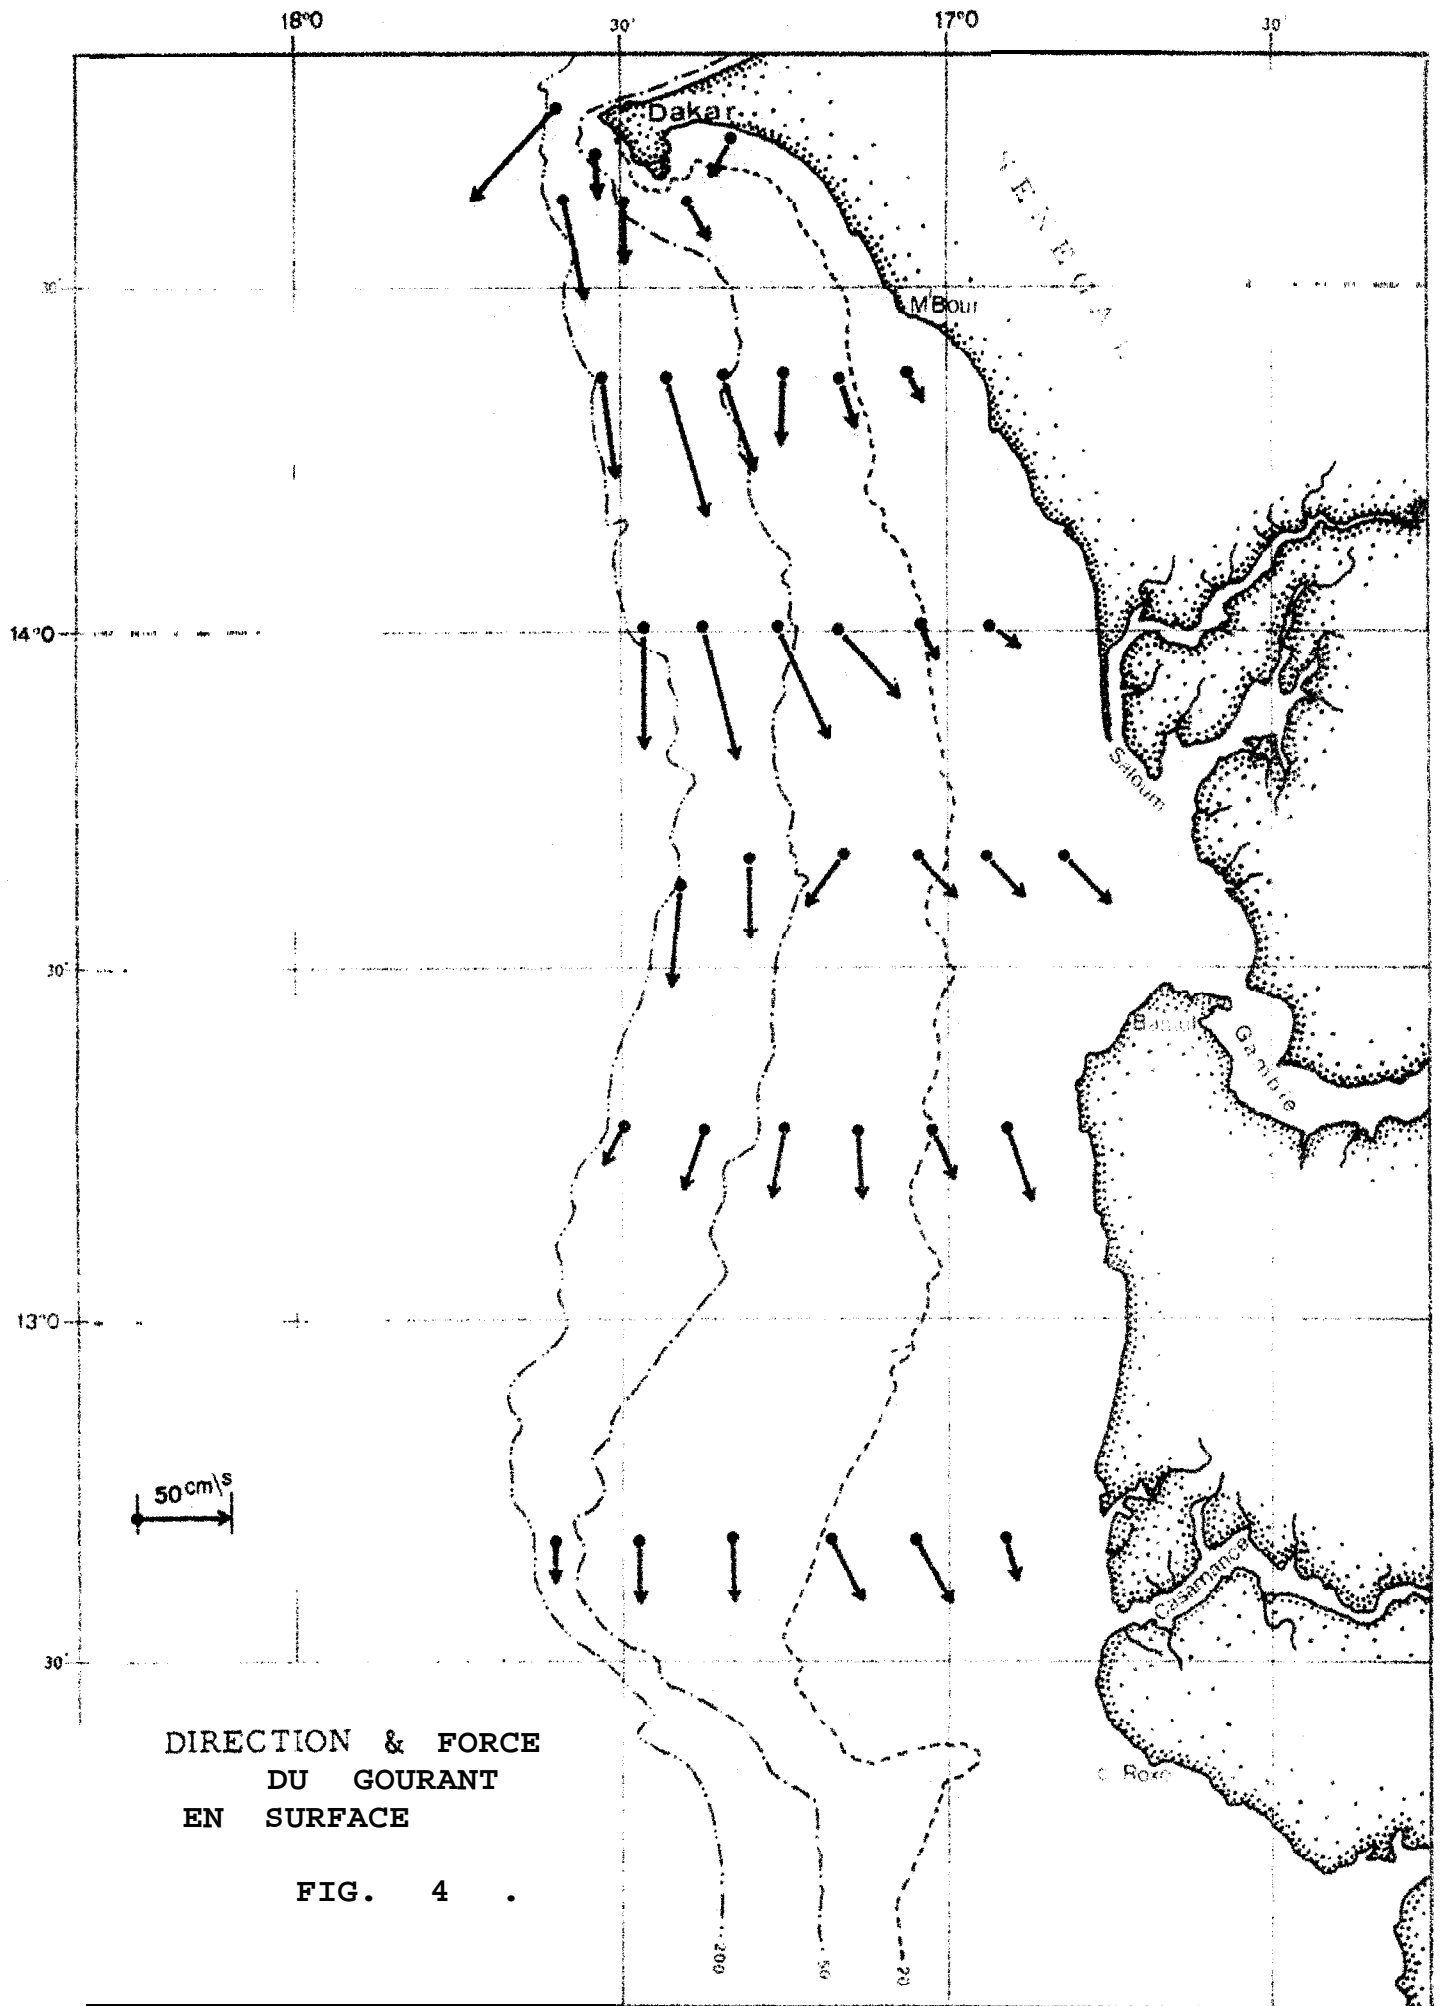 18°0 30' 17°0 30'
Dakar
SENEGAL
30'
M'Bour
14°0
Saloum
30'
Banjul
Gambie
13°0
50 cm\s
Casamance
30'
DIRECTION & FORCE
DU GOURANT
EN SURFACE
c. Roxo
FIG. 4 .
200
50
20